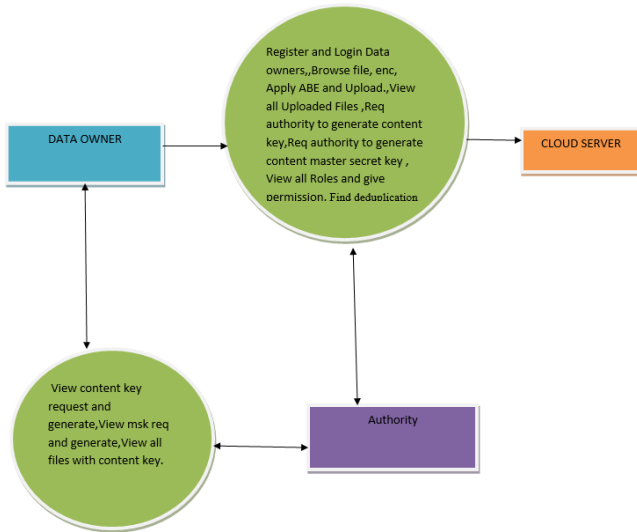 Register and Login Data
owners,,Browse file, enc,
Apply ABE and Upload.,View
all Uploaded Files ,Req
authority to generate content
key,Req authority to generate
content master secret key ,
View all Roles and give
permission. Find deduplication
DATA OWNER
CLOUD SERVER
View content key
request and
generate,View msk req
and generate,View all
files with content key.
Authority